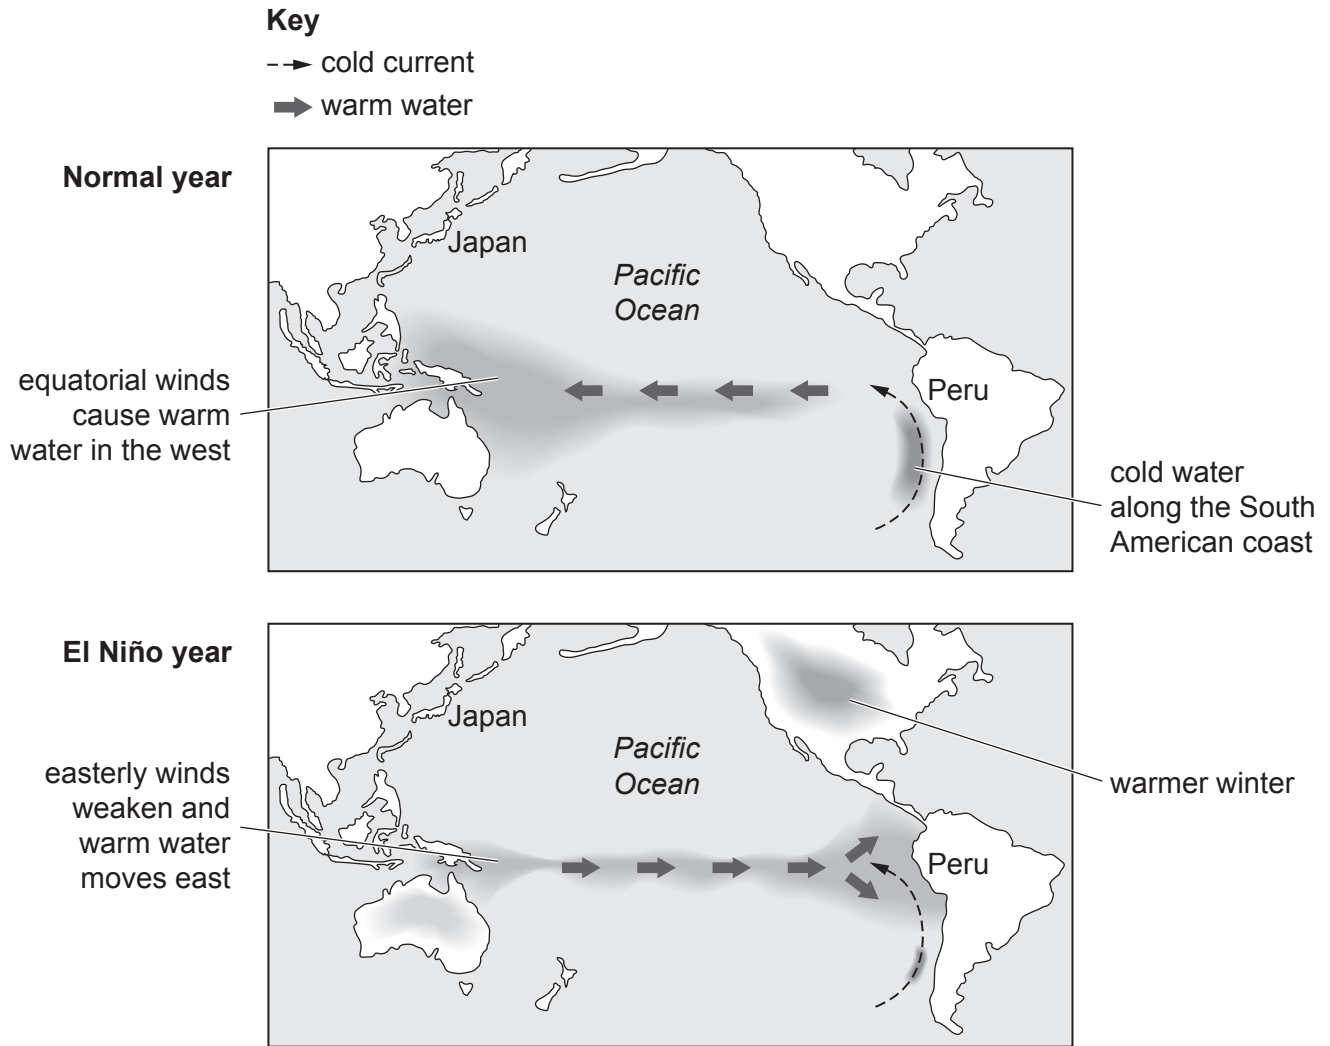 Key
cold current
warm water
Normal year
Japan
Pacific
Ocean
equatorial winds
cause warm
water in the west
Peru
cold water
along the South
American coast
El Niño year
Japan
Pacific
Ocean
easterly winds
weaken and
warm water
moves east
warmer winter
Peru